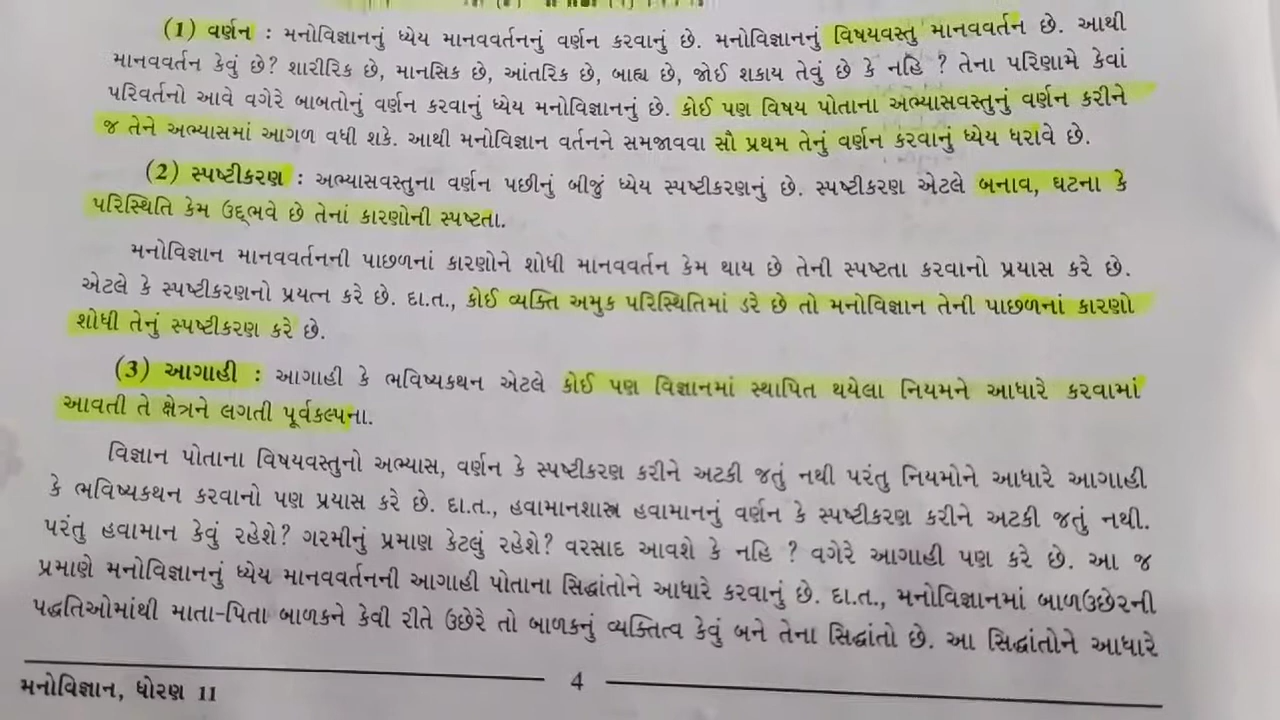 (1) વર્ણન : મનોવિજ્ઞાનનું ધ્યેય માનવવર્તનનું વર્ણન કરવાનું છે. મનોવિજ્ઞાનનું વિષયવસ્તુ માનવવર્તન છે. આથી
માનવવર્તન કેવું છે? શારીરિક છે, માનસિક છે, આંતરિક છે, બાહ્ય છે, જોઈ શકાય તેવું છે કે નહિ ? તેના પરિણામે કેવાં
પરિવર્તનો આવે વગેરે બાબતોનું વર્ણન કરવાનું ધ્યેય મનોવિજ્ઞાનનું છે. કોઈ પણ વિષય પોતાના અભ્યાસવસ્તુનું વર્ણન કરીને
જ તેને અભ્યાસમાં આગળ વધી શકે. આથી મનોવિજ્ઞાન વર્તનને સમજાવવા સૌ પ્રથમ તેનું વર્ણન કરવાનું ધ્યેય ધરાવે છે.
(2) સ્પષ્ટીકરણ : અભ્યાસવસ્તુના વર્ણન પછીનું બીજું ધ્યેય સ્પષ્ટીકરણનું છે. સ્પષ્ટીકરણ એટલે બનાવ, ઘટના કે
પરિસ્થિતિ કેમ ઉદ્ભવે છે તેનાં કારણોની સ્પષ્ટતા.
મનોવિજ્ઞાન માનવવર્તનની પાછળનાં કારણોને શોધી માનવવર્તન કેમ થાય છે તેની સ્પષ્ટતા કરવાનો પ્રયાસ કરે છે.
એટલે કે સ્પષ્ટીકરણનો પ્રયત્ન કરે છે. દા.ત., કોઈ વ્યક્તિ અમુક પરિસ્થિતિમાં ડરે છે તો મનોવિજ્ઞાન તેની પાછળનાં કારણો
શોધી તેનું સ્પષ્ટીકરણ કરે છે.
(3) આગાહી : આગાહી કે ભવિષ્યકથન એટલે કોઈ પણ વિજ્ઞાનમાં સ્થાપિત થયેલા નિયમને આધારે કરવામાં
આવતી તે ક્ષેત્રને લગતી પૂર્વકલ્પના.
વિજ્ઞાન પોતાના વિષયવસ્તુનો અભ્યાસ, વર્ણન કે સ્પષ્ટીકરણ કરીને અટકી જતું નથી પરંતુ નિયમોને આધારે આગાહી
કે ભવિષ્યકથન કરવાનો પણ પ્રયાસ કરે છે. દા.ત., હવામાનશાસ્ત્ર હવામાનનું વર્ણન કે સ્પષ્ટીકરણ કરીને અટકી જતું નથી.
પરંતુ હવામાન કેવું રહેશે? ગરમીનું પ્રમાણ કેટલું રહેશે? વરસાદ આવશે કે નહિ ? વગેરે આગાહી પણ કરે છે. આ જ
પ્રમાણે મનોવિજ્ઞાનનું ધ્યેય માનવવર્તનની આગાહી પોતાના સિદ્ધાંતોને આધારે કરવાનું છે. દા.ત., મનોવિજ્ઞાનમાં બાળઉછેરની
પદ્ધતિઓમાંથી માતા-પિતા બાળકને કેવી રીતે ઉછેરે તો બાળકનું વ્યક્તિત્વ કેવું બને તેના સિદ્ધાંતો છે. આ સિદ્ધાંતોને આધારે
મનોવિજ્ઞાન, ધોરણ 11
4